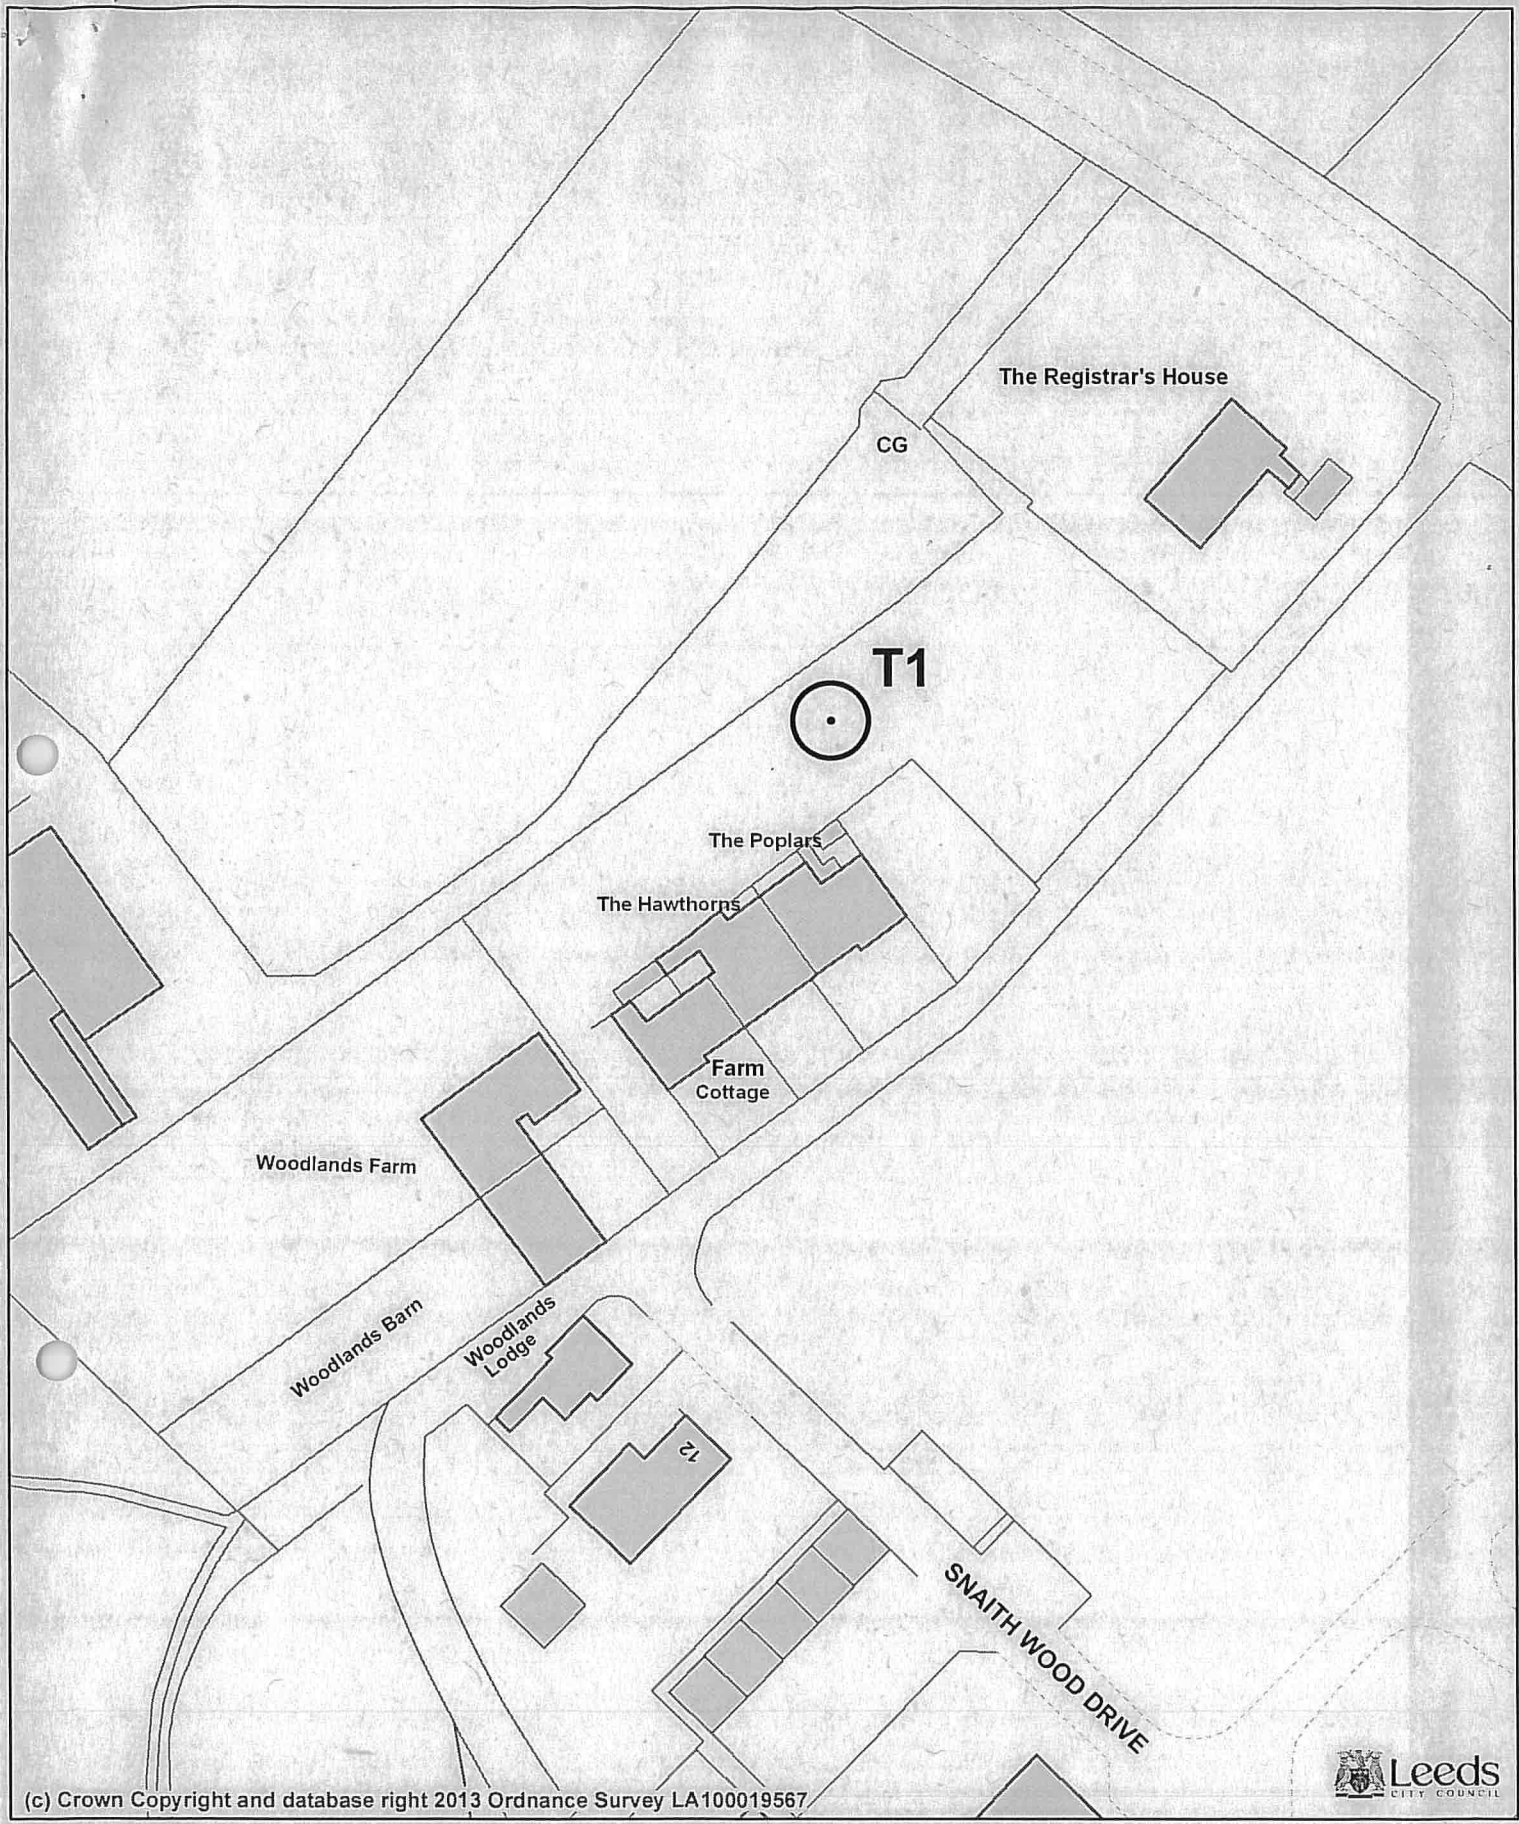 The Registrar's House
CG
T1
The Poplars
The Hawthorns
Farm
Cottage
Woodlands Farm
Woodlands Barn
Woodlands
Lodge
12
SNAITH WOOD DRIVE
(c) Crown Copyright and database right 2013 Ordnance Survey LA100019567
Leeds
CITY COUNCIL